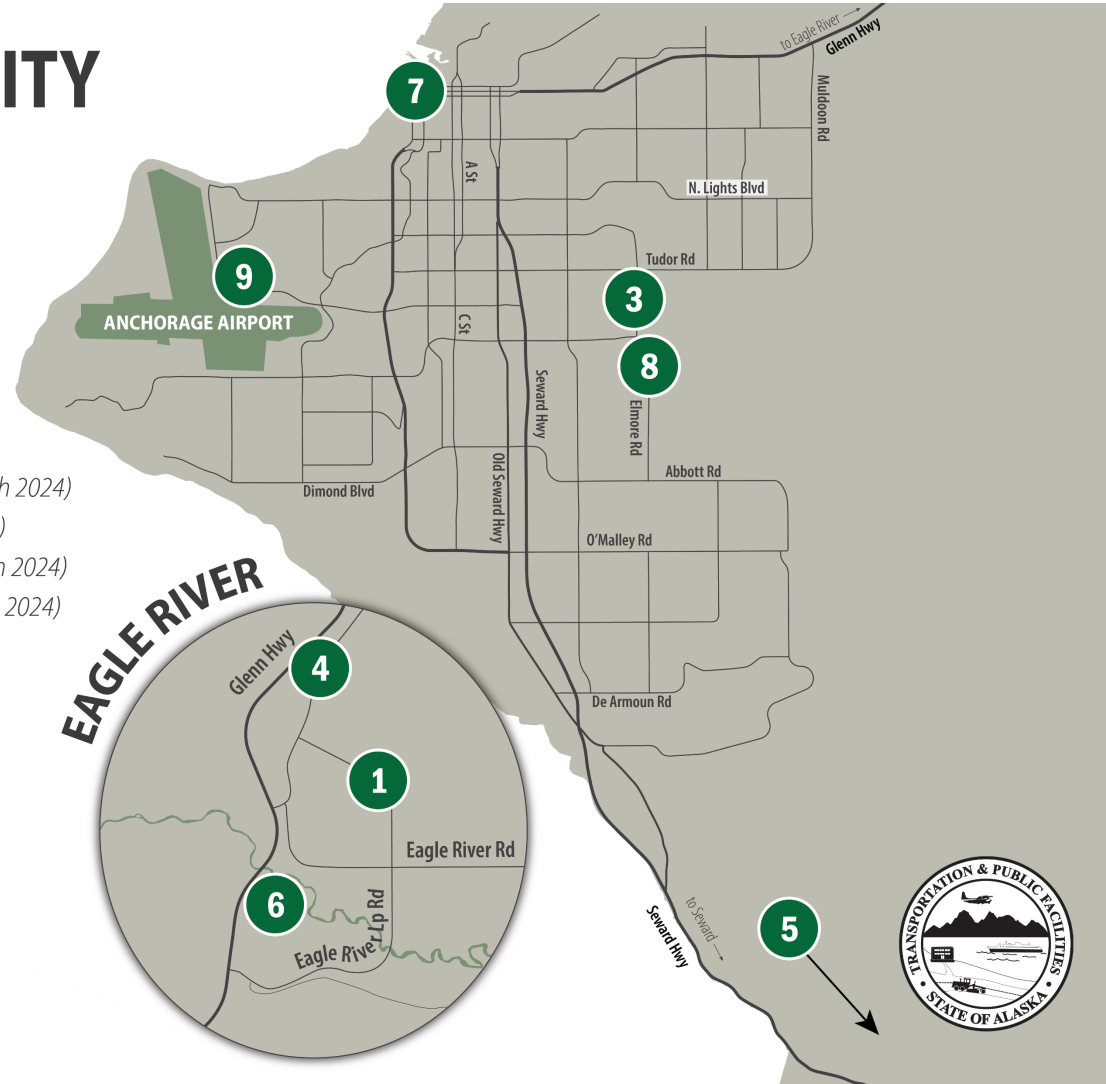 ITY
to Eagle River
Glenn Hwy
7
Muldoon Rd
A St
N. Lights Blvd
Tudor Rd
9
3
ANCHORAGE AIRPORT
C St
8
Seward Hwy
Elmore Rd
Old Seward Hwy
Abbott Rd
Dimond Blvd
h 2024)
)
O'Malley Rd
h 2024)
2024)
EAGLE RIVER
Glenn Hwy
4
De Armoun Rd
1
Eagle River Rd
6
Eagle River Lp Rd
to Seward
Seward Hwy
5
TRANSPORTATION & PUBLIC FACILITIES
STATE OF ALASKA